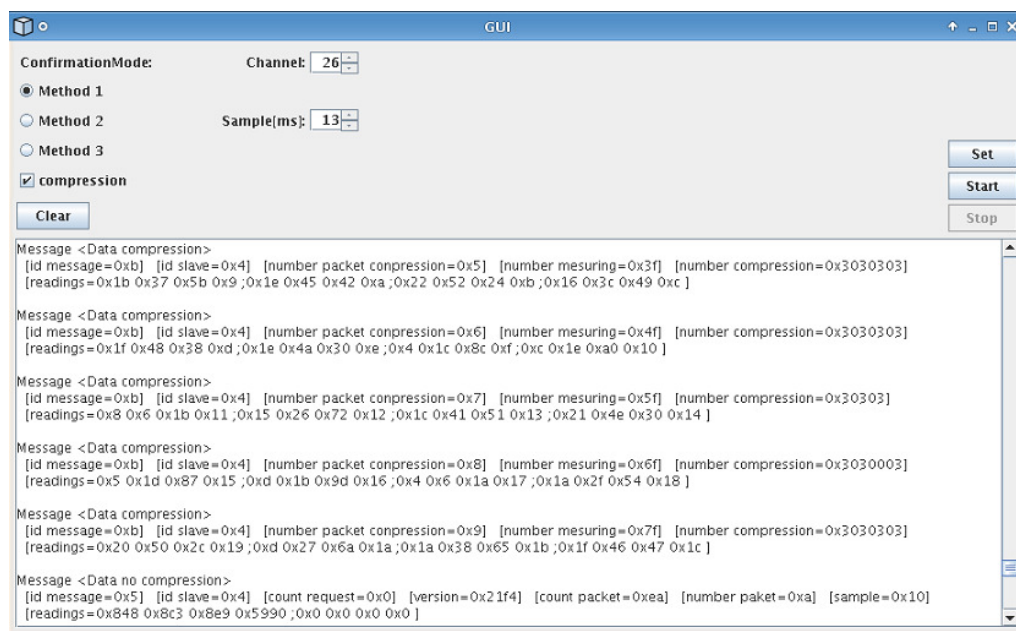 GUI
ConfirmationMode: Channel: 26
Method 1
Method 2 Sample(ms): 13
Method 3
Set
compression
Start
Clear
Stop
Message <Data compression>
[id message=0xb] [id slave=0x4] [number packet conpression=0x5] [number mesuring=0x3f] [number compression=0x3030303]
[readings=0x1b 0x37 0x5b 0x9 ;0x1e 0x45 0x42 0xa ;0x22 0x52 0x24 0xb ;0x16 0x3c 0x49 0xc ]
Message <Data compression>
[id message=0xb] [id slave=0x4] [number packet conpression=0x6] [number mesuring=0x4f] [number compression=0x3030303]
[readings=0x1f 0x48 0x38 0xd ;0x1e 0x4a 0x30 0xe ;0x4 0x1c 0x8c 0xf ;0xc 0x1e 0xa0 0x10 ]
Message <Data compression>
[id message=0xb] [id slave=0x4] [number packet conpression=0x7] [number mesuring=0x5f] [number compression=0x30303]
[readings=0x8 0x6 0x1b 0x11 ;0x15 0x26 0x72 0x12 ;0x1c 0x41 0x51 0x13 ;0x21 0x4e 0x30 0x14 ]
Message <Data compression>
[id message=0xb] [id slave=0x4] [number packet conpression=0x8] [number mesuring=0x6f] [number compression=0x3030003]
[readings=0x5 0x1d 0x87 0x15 ;0xd 0x1b 0x9d 0x16 ;0x4 0x6 0x1a 0x17 ;0x1a 0x2f 0x54 0x18 ]
Message <Data compression>
[id message=0xb] [id slave=0x4] [number packet conpression=0x9] [number mesuring=0x7f] [number compression=0x3030303]
[readings=0x20 0x50 0x2c 0x19 ;0xd 0x27 0x6a 0x1a ;0x1a 0x38 0x65 0x1b ;0x1f 0x46 0x47 0x1c ]
Message <Data no compression>
[id message=0x5] [id slave=0x4] [count request=0x0] [version=0x21f4] [count packet=0xea] [number paket=0xa] [sample=0x10]
[readings=0x848 0x8c3 0x8e9 0x5990 ;0x0 0x0 0x0 0x0 ]